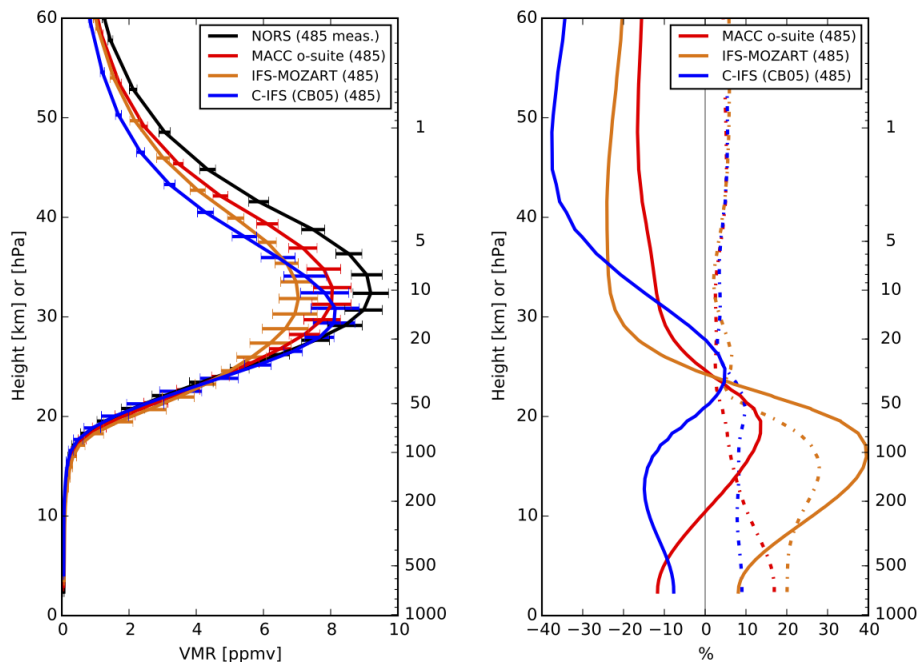 NORS (485 meas.)
MACC o-suite (485)
IFS-MOZART (485)
C-IFS (CB05) (485)
Height [km] or [hPa]
60
50
40
30
20
10
0
1
5
10
20
50
100
200
500
1000
0 2 4 6 8 10
VMR [ppmv]
MACC o-suite (485)
IFS-MOZART (485)
C-IFS (CB05) (485)
Height [km] or [hPa]
60
50
40
30
20
10
0
1
5
10
20
50
100
200
500
1000
−40 −30 −20 −10 0 10 20 30 40
%